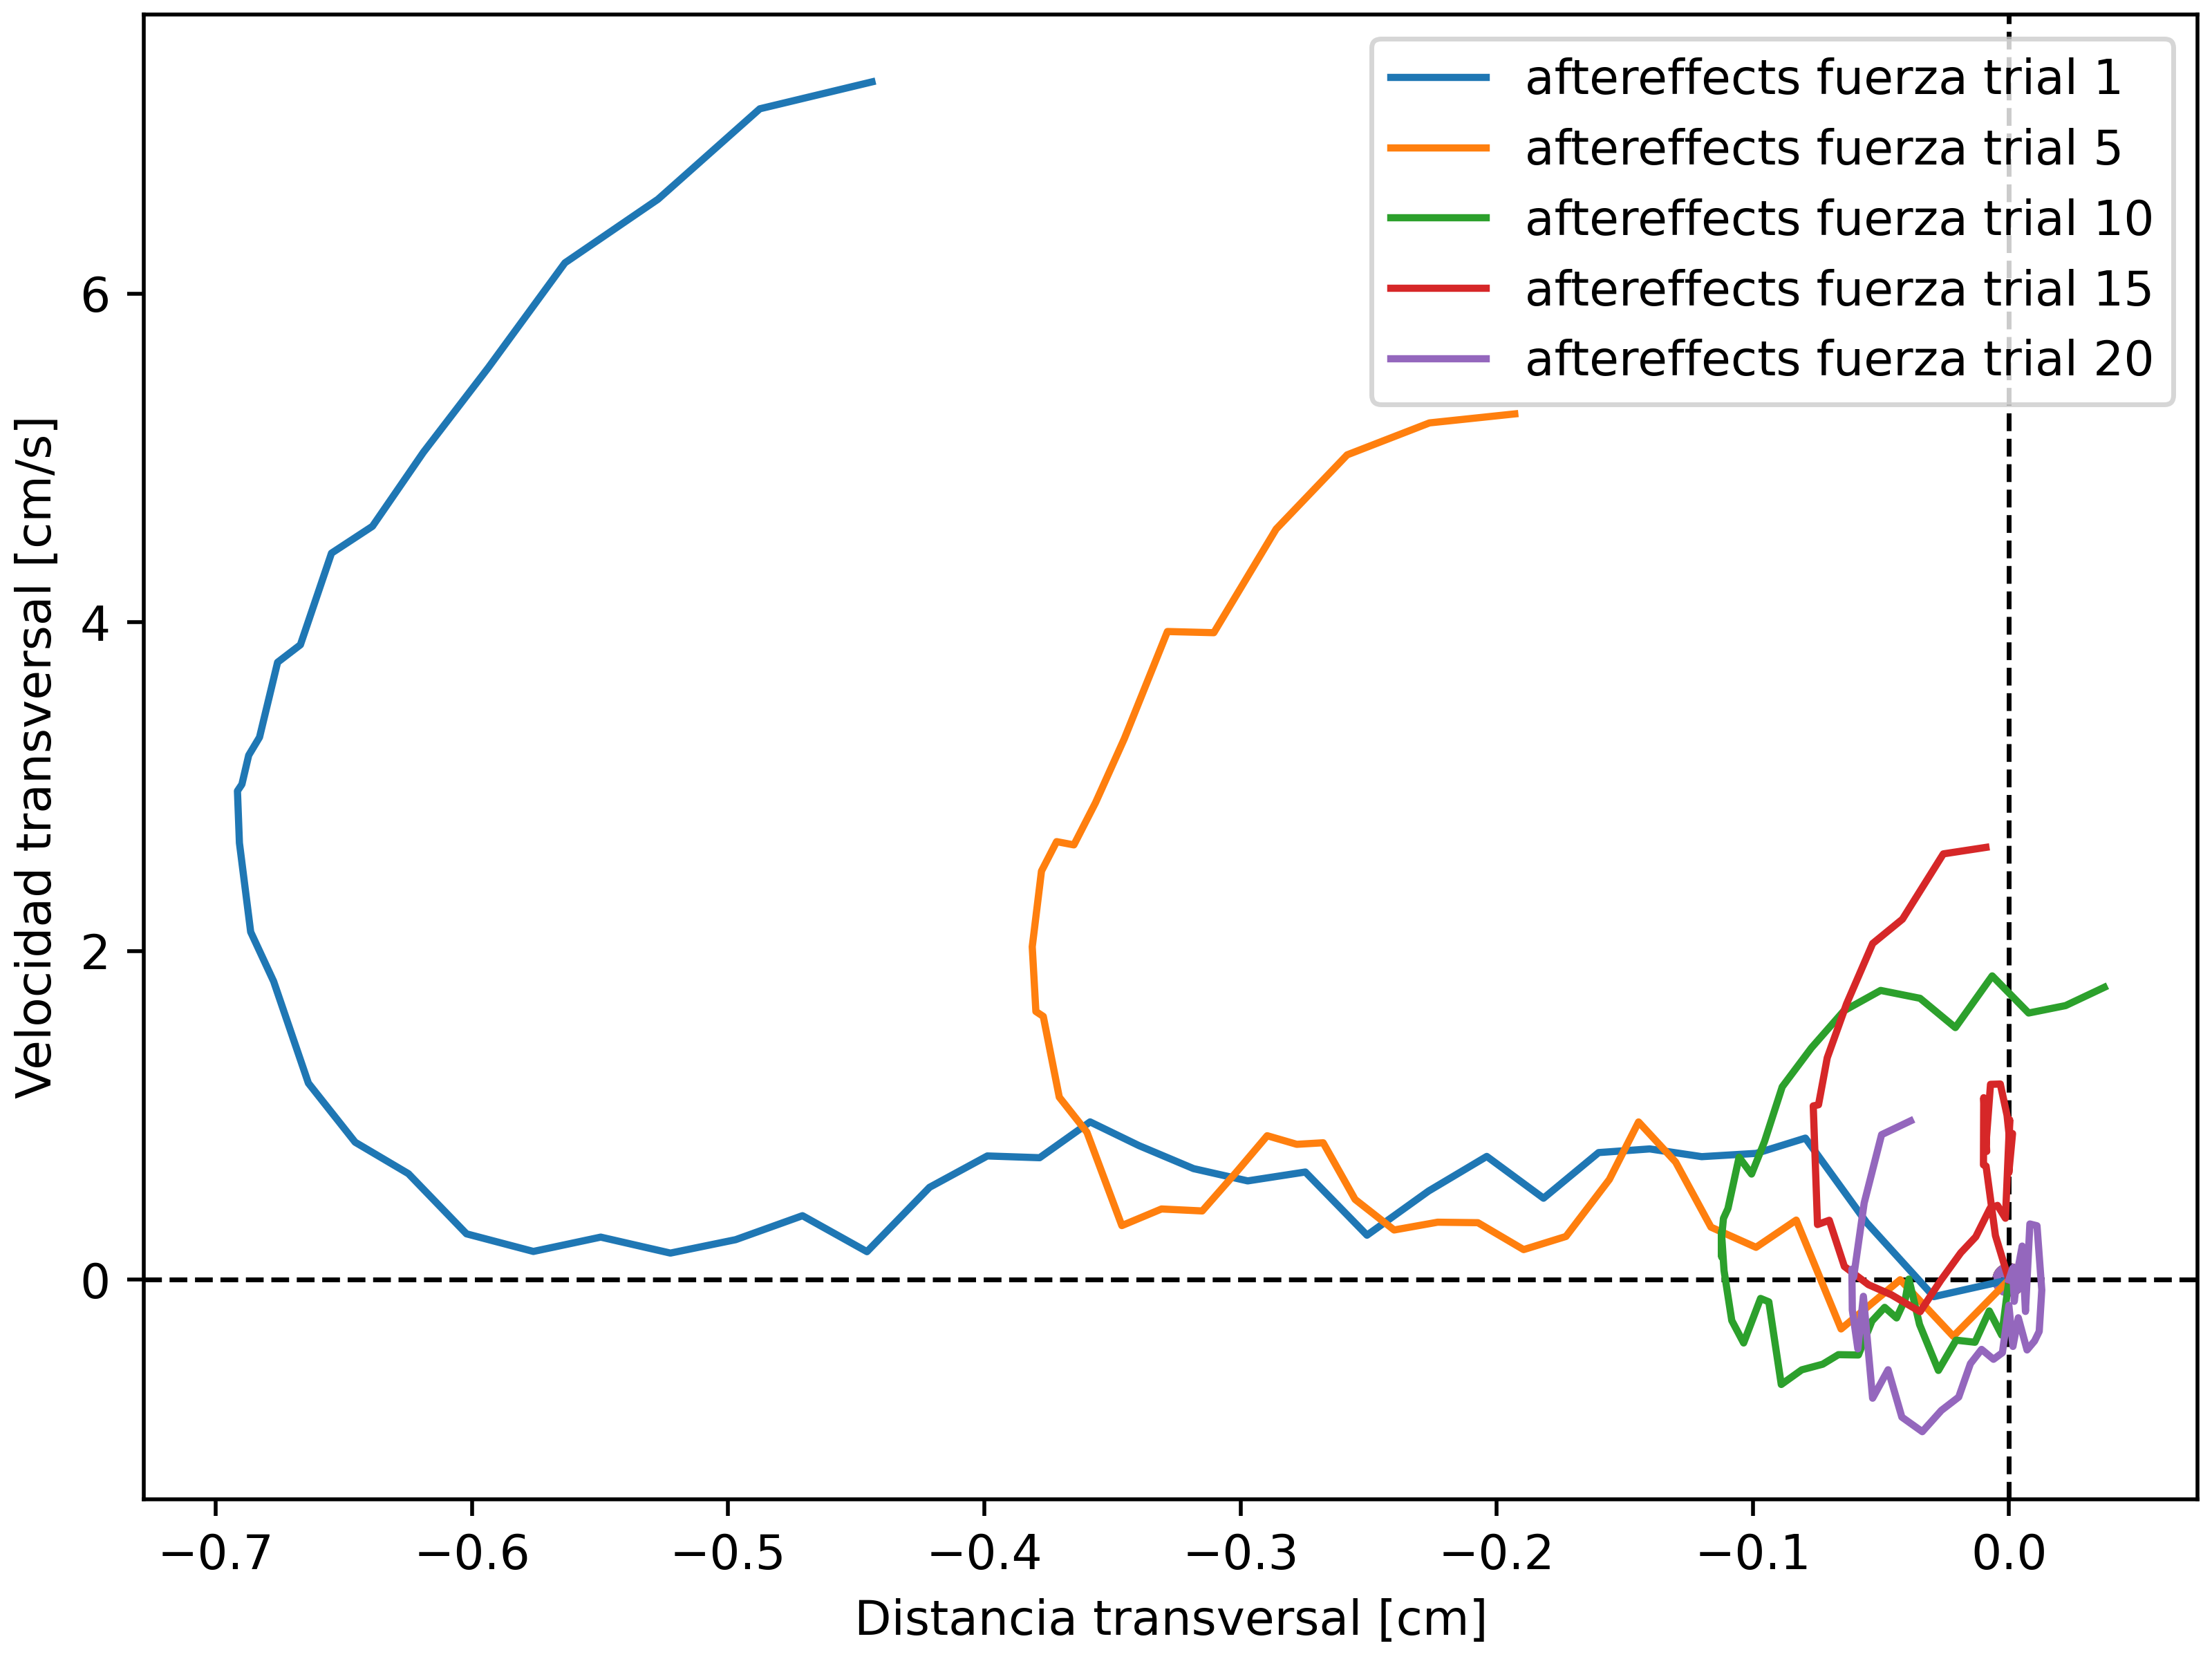 aftereffects fuerza trial 1
aftereffects fuerza trial 5
aftereffects fuerza trial 10
aftereffects fuerza trial 15
aftereffects fuerza trial 20
Velocidad transversal [cm/s]
6
4
2
0
−0.7 −0.6 −0.5 −0.4 −0.3 −0.2 −0.1 0.0
Distancia transversal [cm]